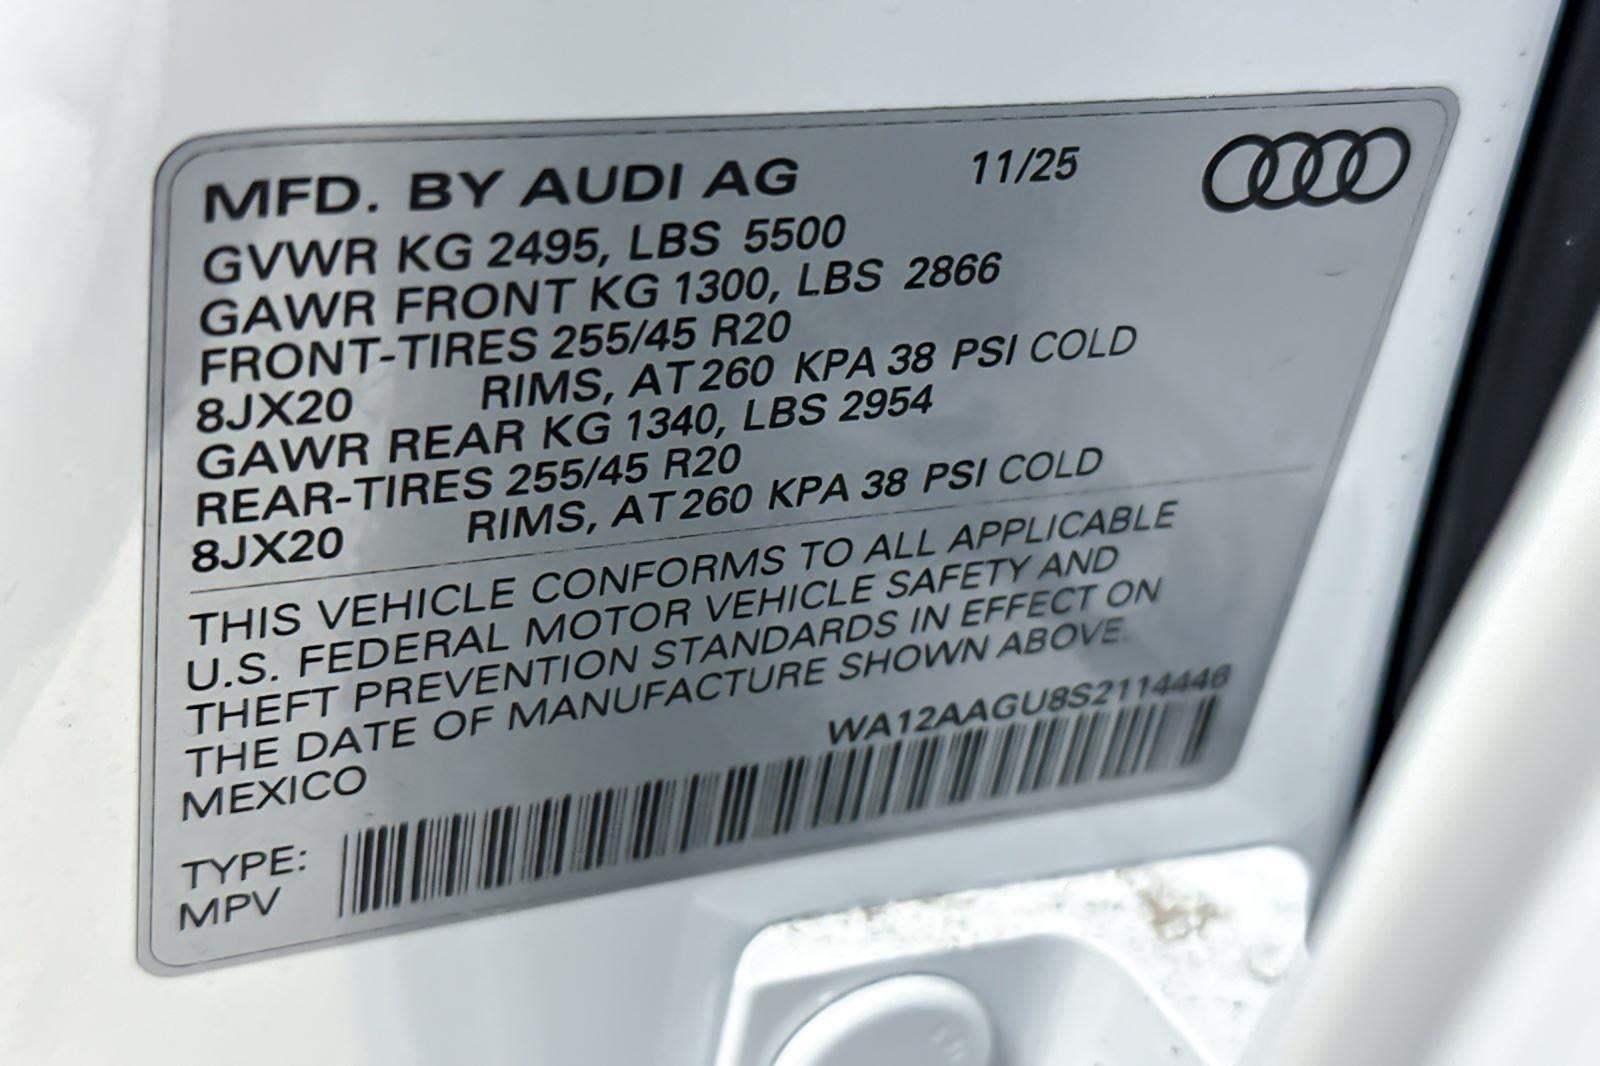 MFD. BY AUDI AG 11/25
GVWR KG 2495, LBS 5500
GAWR FRONT KG 1300, LBS 2866
FRONT-TIRES 255/45 R20
8JX20 RIMS, AT 260 KPA 38 PSI COLD
GAWR REAR KG 1340, LBS 2954
REAR-TIRES 255/45 R20
8JX20 RIMS, AT 260 KPA 38 PSI COLD
THIS VEHICLE CONFORMS TO ALL APPLICABLE
U.S. FEDERAL MOTOR VEHICLE SAFETY AND
THEFT PREVENTION STANDARDS IN EFFECT ON
THE DATE OF MANUFACTURE SHOWN ABOVE.
MEXICO
WA12AAGU8S2114446
TYPE:
MPV